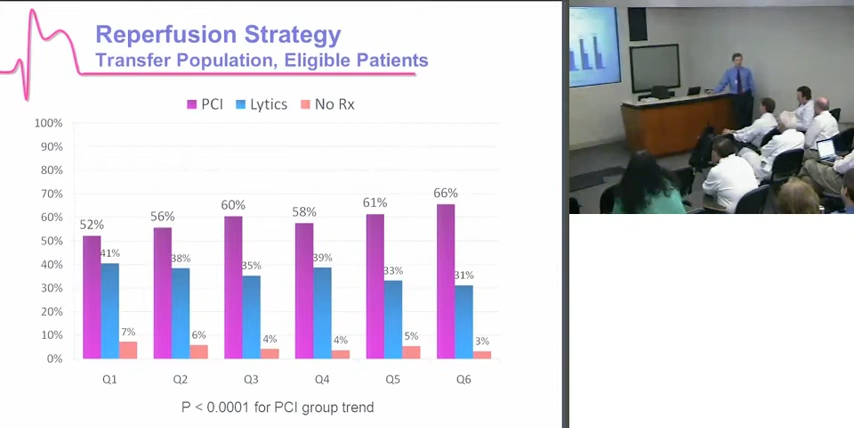 Reperfusion Strategy
Transfer Population, Eligible Patients
PCI Lytics No Rx
100%
90%
80%
70%
60%
50%
40%
30%
20%
10%
0%
52% 41% 7%
56% 38% 6%
60% 35% 4%
58% 39% 4%
61% 33% 5%
66% 31% 3%
Q1 Q2 Q3 Q4 Q5 Q6
P < 0.0001 for PCI group trend